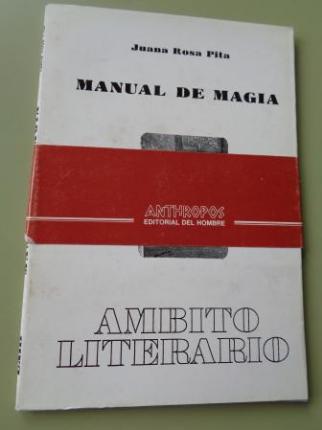 Juana Rosa Pita
MANUAL DE MAGIA
ANTHROPOS
EDITORIAL DEL HOMBRE
AMBITO
LITERARIO